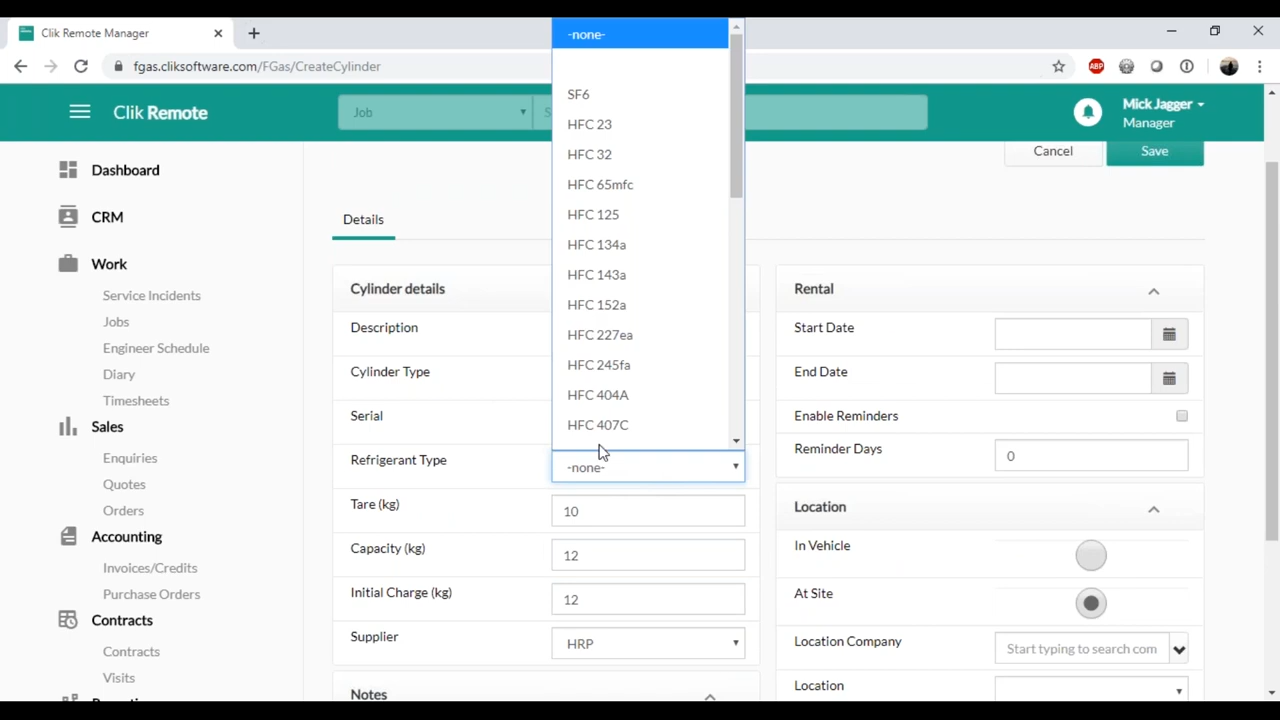 Clik Remote Manager
fgas.cliksoftware.com/FGas/CreateCylinder
ABP
Clik Remote
Job
S
Mick Jagger
Manager
Cancel
Save
Dashboard
CRM
Work
Service Incidents
Jobs
Engineer Schedule
Diary
Timesheets
Sales
Enquiries
Quotes
Orders
Accounting
Invoices/Credits
Purchase Orders
Contracts
Contracts
Visits
Details
Cylinder details
Description
Cylinder Type
Serial
Refrigerant Type
-none-
-none-
SF6
HFC 23
HFC 32
HFC 65mfc
HFC 125
HFC 134a
HFC 143a
HFC 152a
HFC 227ea
HFC 245fa
HFC 404A
HFC 407C
Tare (kg)
10
Capacity (kg)
12
Initial Charge (kg)
12
Supplier
HRP
Notes
Rental
Start Date
End Date
Enable Reminders
Reminder Days
0
Location
In Vehicle
At Site
Location Company
Start typing to search com
Location